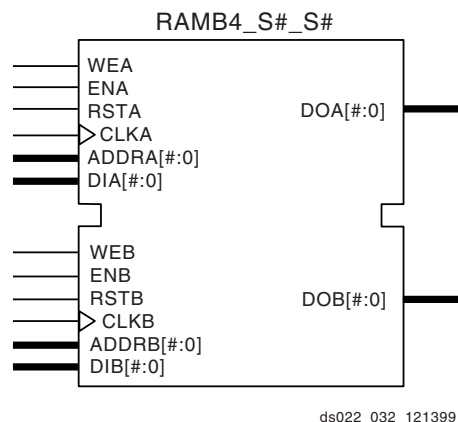 RAMB4_S#_S#
WEA
ENA
RSTA
CLKA
ADDRA[#:0]
DIA[#:0]
DOA[#:0]
WEB
ENB
RSTB
CLKB
ADDRB[#:0]
DIB[#:0]
DOB[#:0]
ds022_032_121399